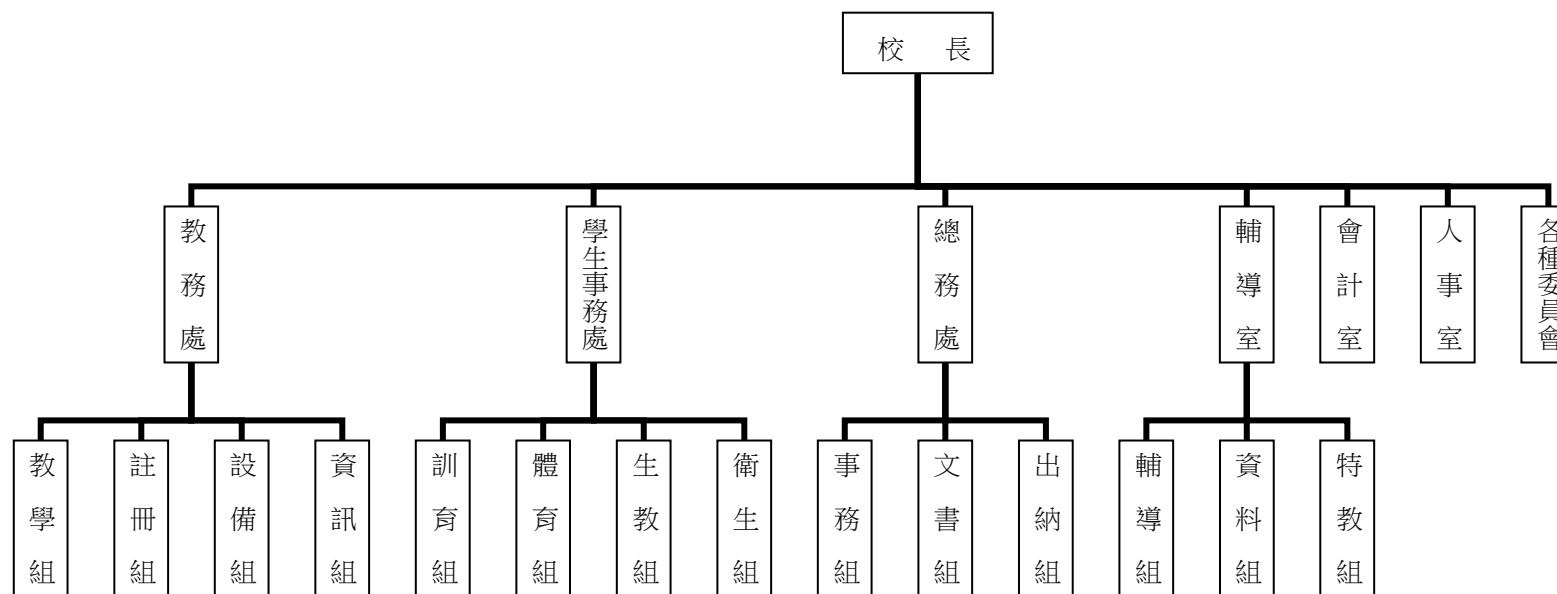 校 長
教務處
學生事務處
總務處
輔導室
會計室
人事室
各種委員會
教學組
註冊組
設備組
資訊組
訓育組
體育組
生教組
衛生組
事務組
文書組
出納組
輔導組
資料組
特教組